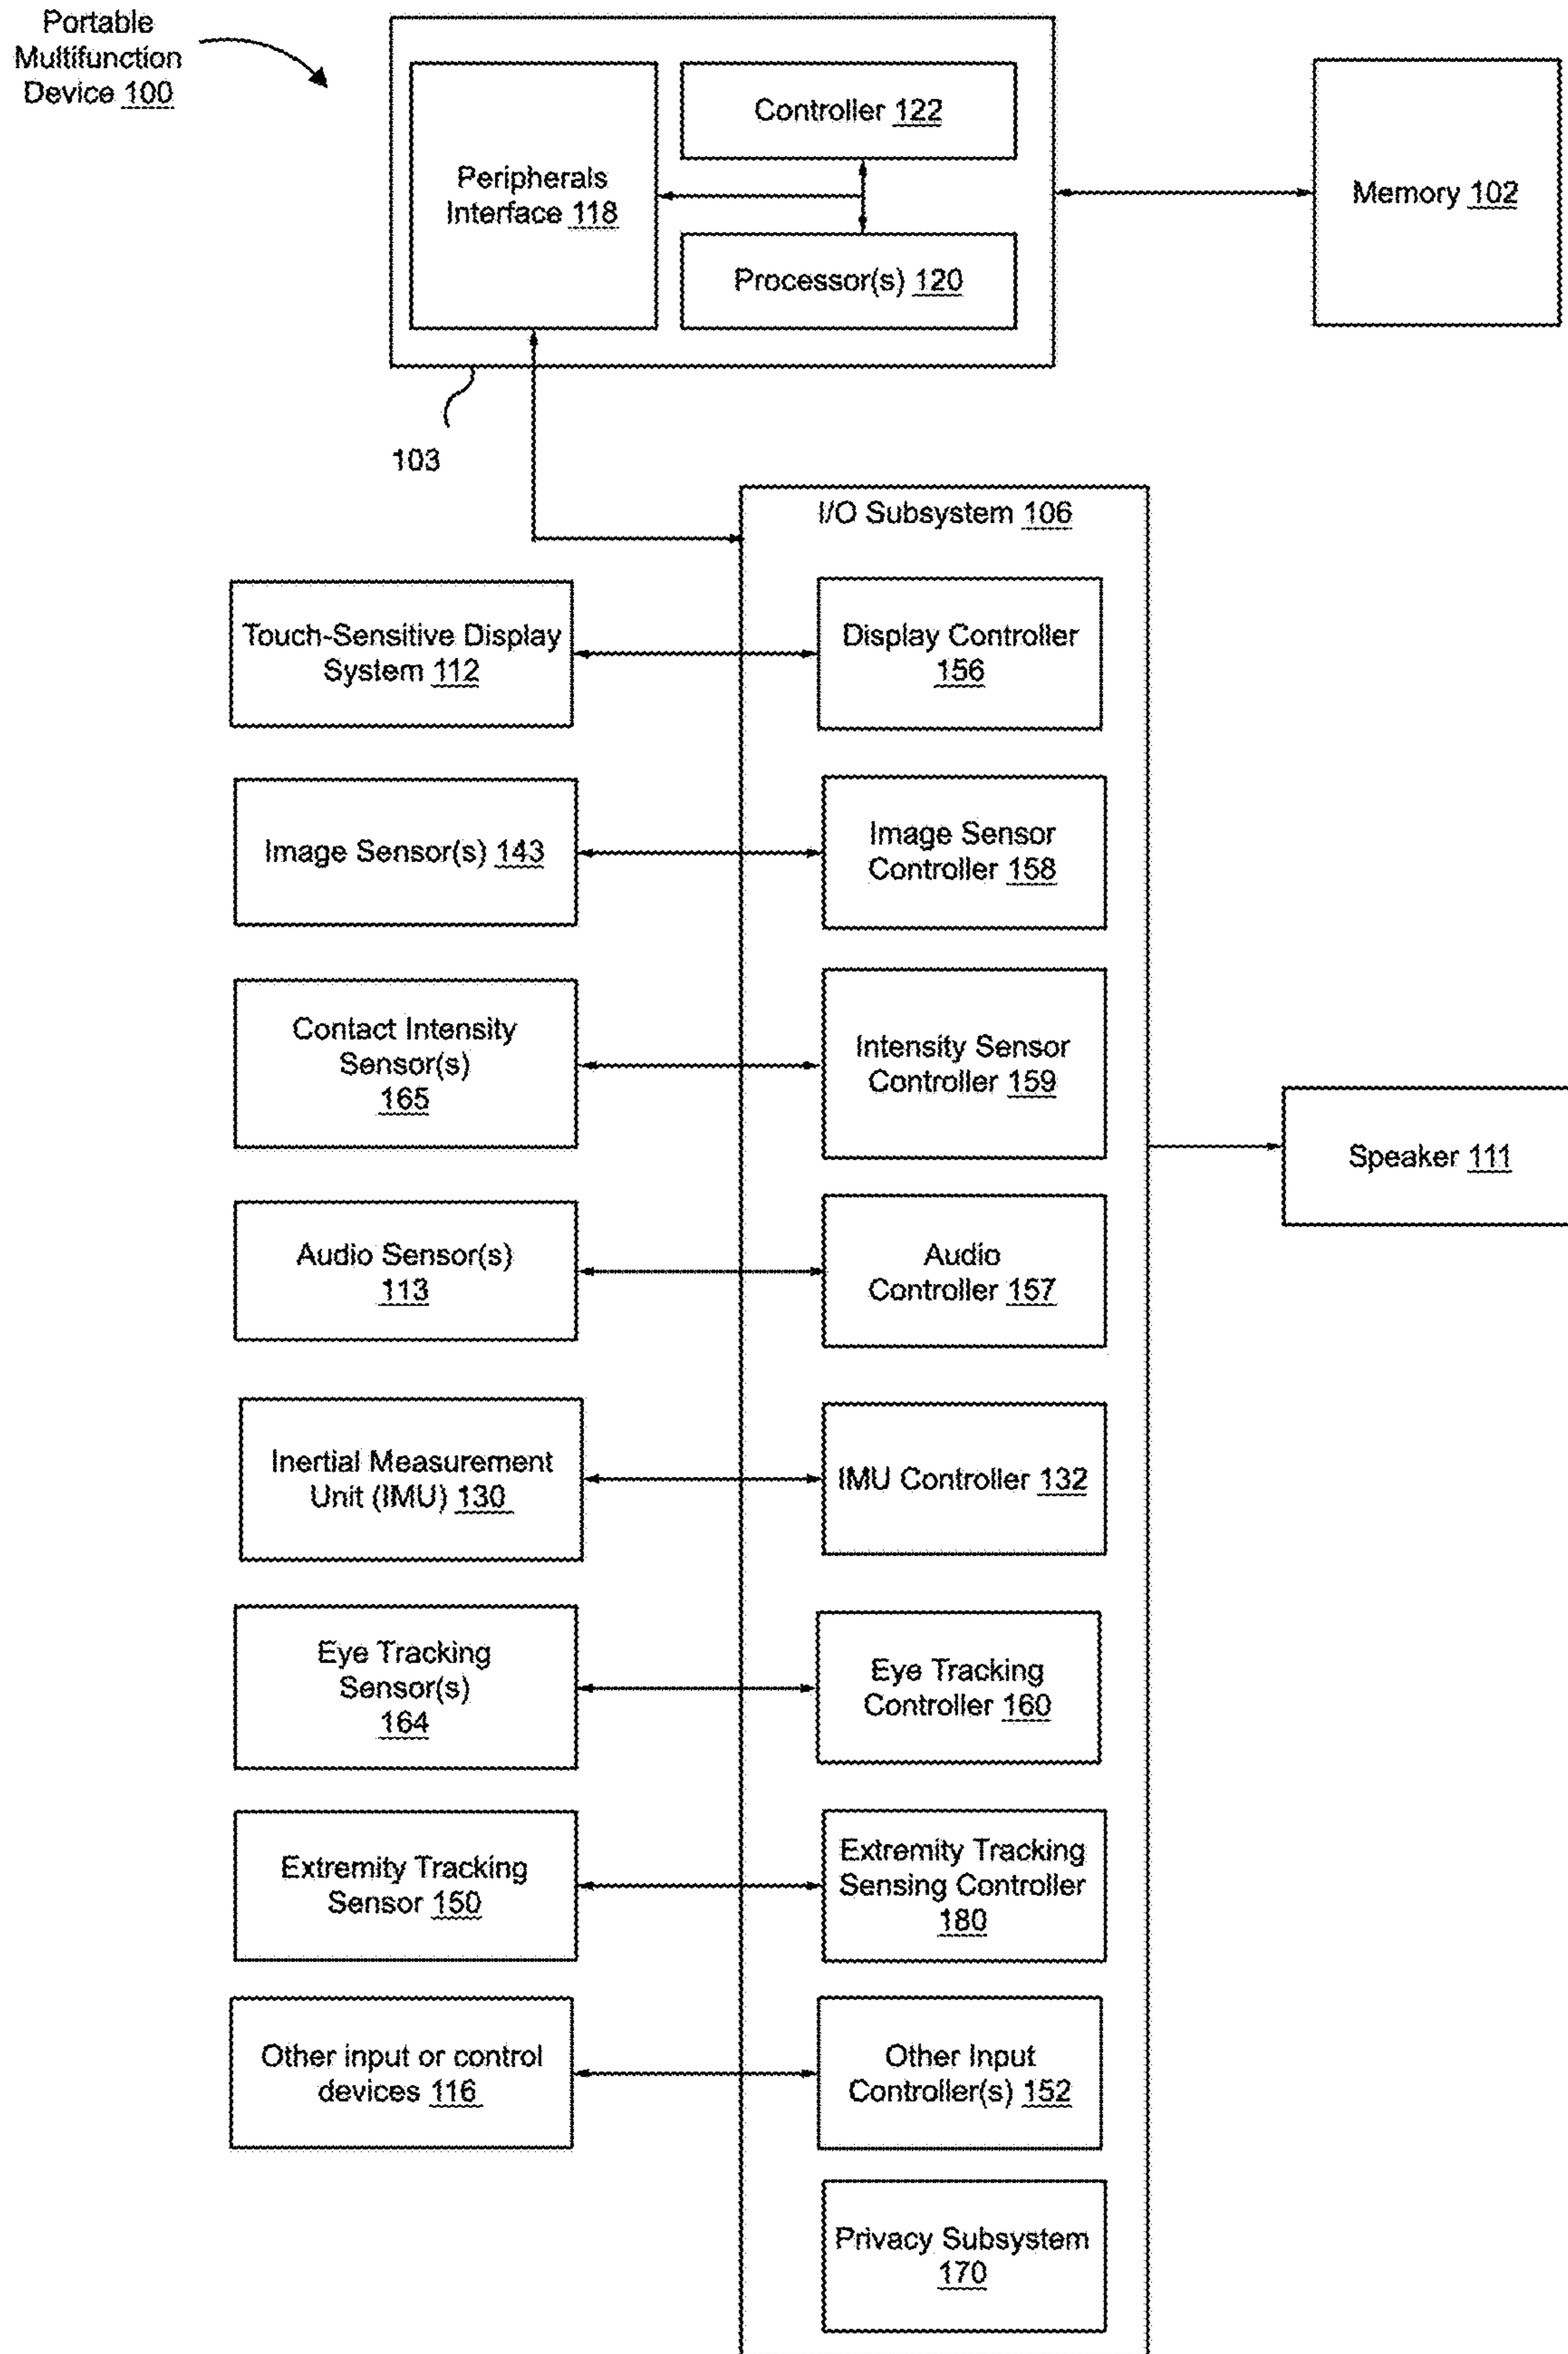 Portable
Multifunction
Device 100
Controller 122
Peripherals
Interface 118
Processor(s) 120
Memory 102
103
I/O Subsystem 106
Touch-Sensitive Display
System 112
Display Controller
156
Image Sensor(s) 143
Image Sensor
Controller 158
Contact Intensity
Sensor(s)
165
Intensity Sensor
Controller 159
Speaker 111
Audio Sensor(s)
113
Audio
Controller 157
Inertial Measurement
Unit (IMU) 130
IMU Controller 132
Eye Tracking
Sensor(s)
164
Eye Tracking
Controller 160
Extremity Tracking
Sensor 150
Extremity Tracking
Sensing Controller
180
Other input or control
devices 116
Other Input
Controller(s) 152
Privacy Subsystem
170